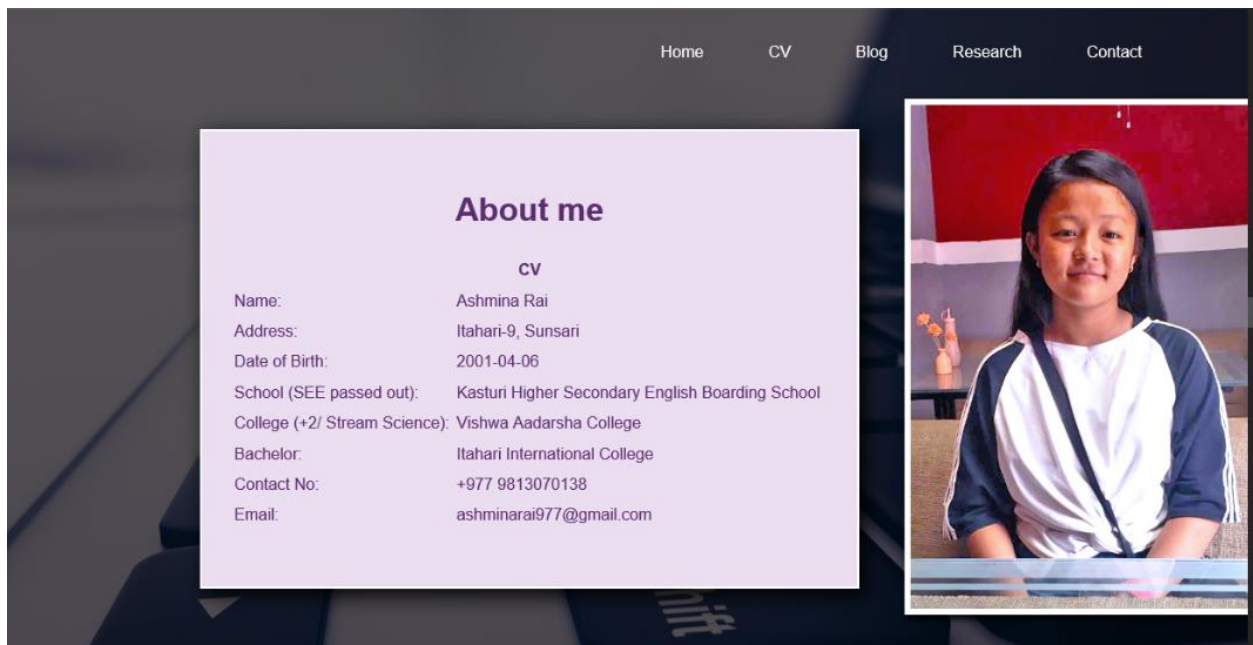 Home CV Blog Research Contact
About me
CV
Name: Ashmina Rai
Address: Itahari-9, Sunsari
Date of Birth: 2001-04-06
School (SEE passed out): Kasturi Higher Secondary English Boarding School
College (+2/ Stream Science): Vishwa Aadarsha College
Bachelor: Itahari International College
Contact No: +977 9813070138
Email: ashminarai977@gmail.com
shift